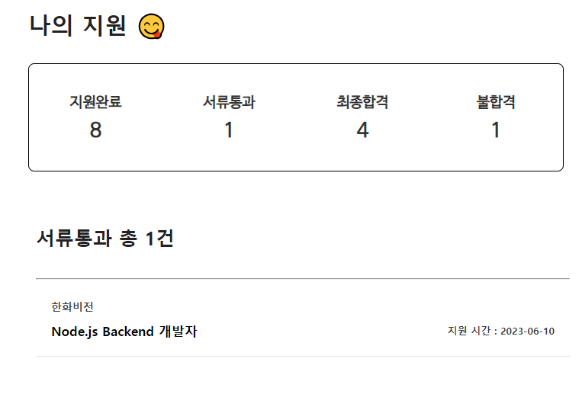 나의 지원 😋
지원완료 서류통과 최종합격 불합격
8 1 4 1
서류통과 총 1건
한화비전
Node.js Backend 개발자 지원 시간 : 2023-06-10